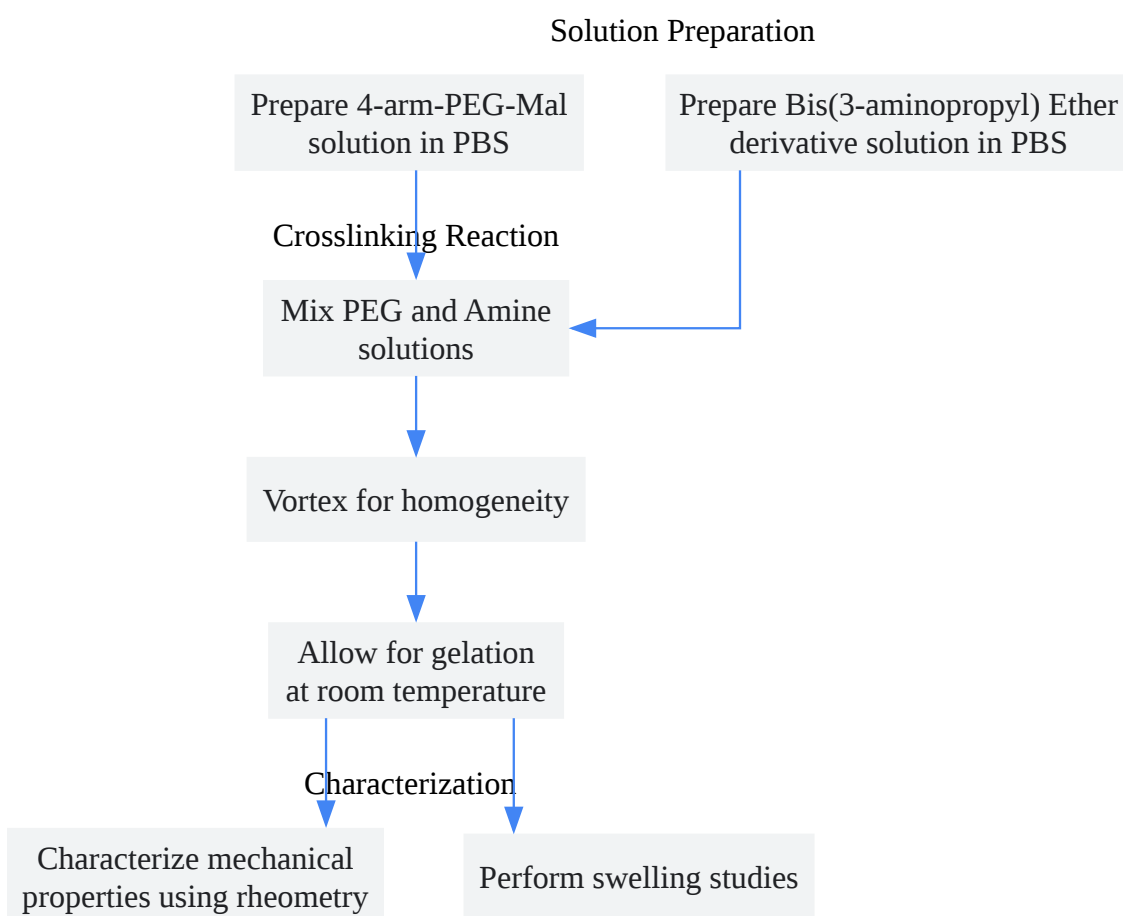 Solution Preparation
Prepare 4-arm-PEG-Mal
solution in PBS
Prepare Bis(3-aminopropyl) Ether
derivative solution in PBS
Crosslinking Reaction
Mix PEG and Amine
solutions
Vortex for homogeneity
Allow for gelation
at room temperature
Characterization
Characterize mechanical
properties using rheometry
Perform swelling studies